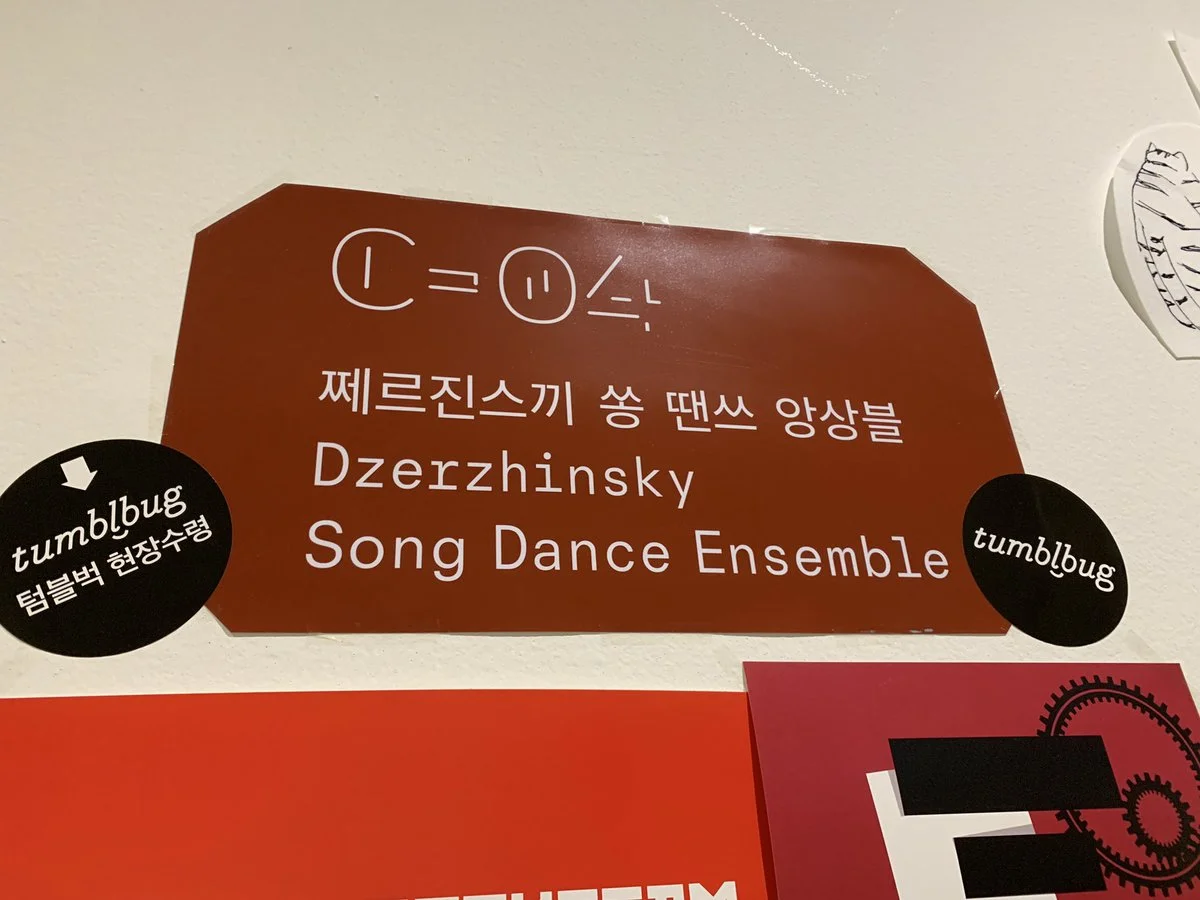 쩨르진스끼 쏭 땐쓰 앙상블
Dzerzhinsky
Song Dance Ensemble
tumblbug
텀블벅 현장수령
tumblbug
E